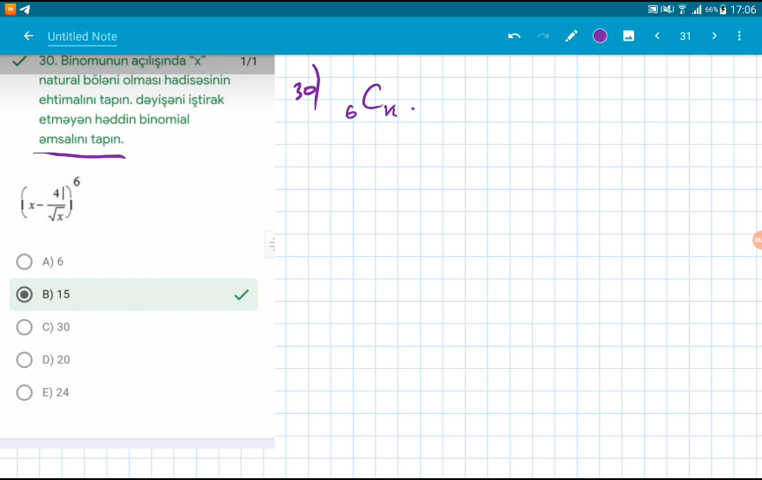 66% 17:06
Untitled Note
31
30. Binomunun açılışında "x" 1/1
natural böləni olması hadisəsinin
ehtimalını tapın. dəyişəni iştirak
etməyən həddin binomial
əmsalını tapın.
(x - 4|/√x)^6
A) 6
B) 15
C) 30
D) 20
E) 24
30) ₆Cₙ .